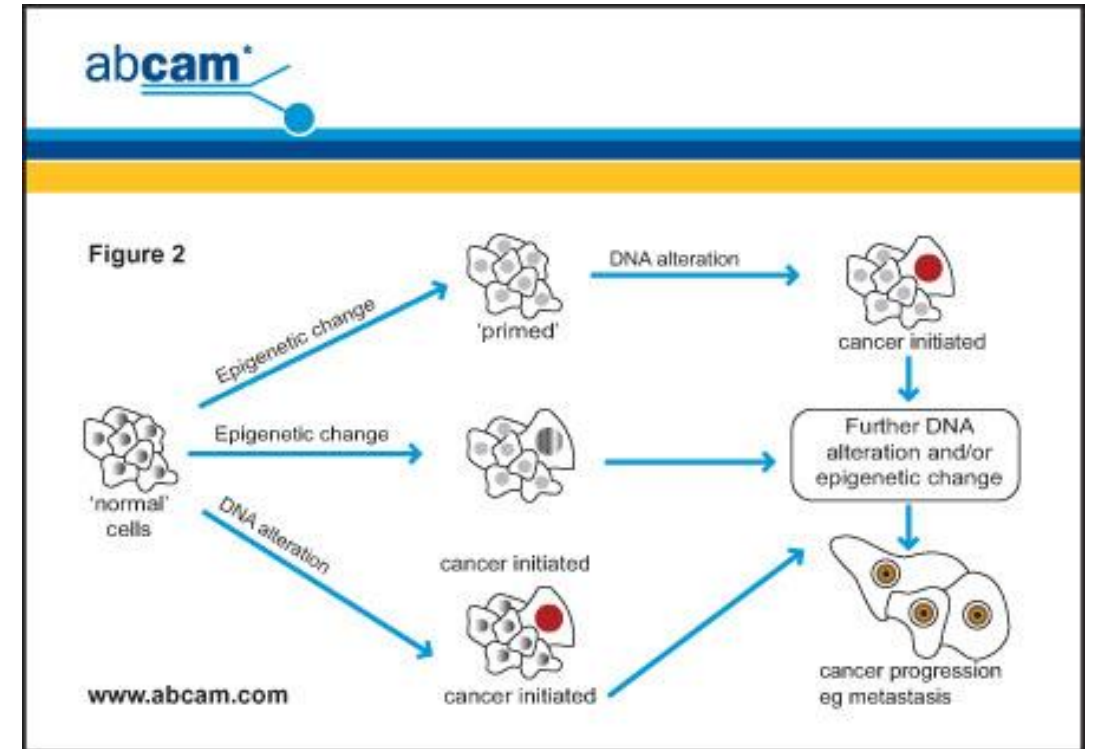 abcam*
Figure 2
Epigenetic change
'primed'
DNA alteration
cancer initiated
Epigenetic change
'normal'
cells
Further DNA
alteration and/or
epigenetic change
DNA alteration
cancer initiated
cancer initiated
cancer progression
eg metastasis
www.abcam.com